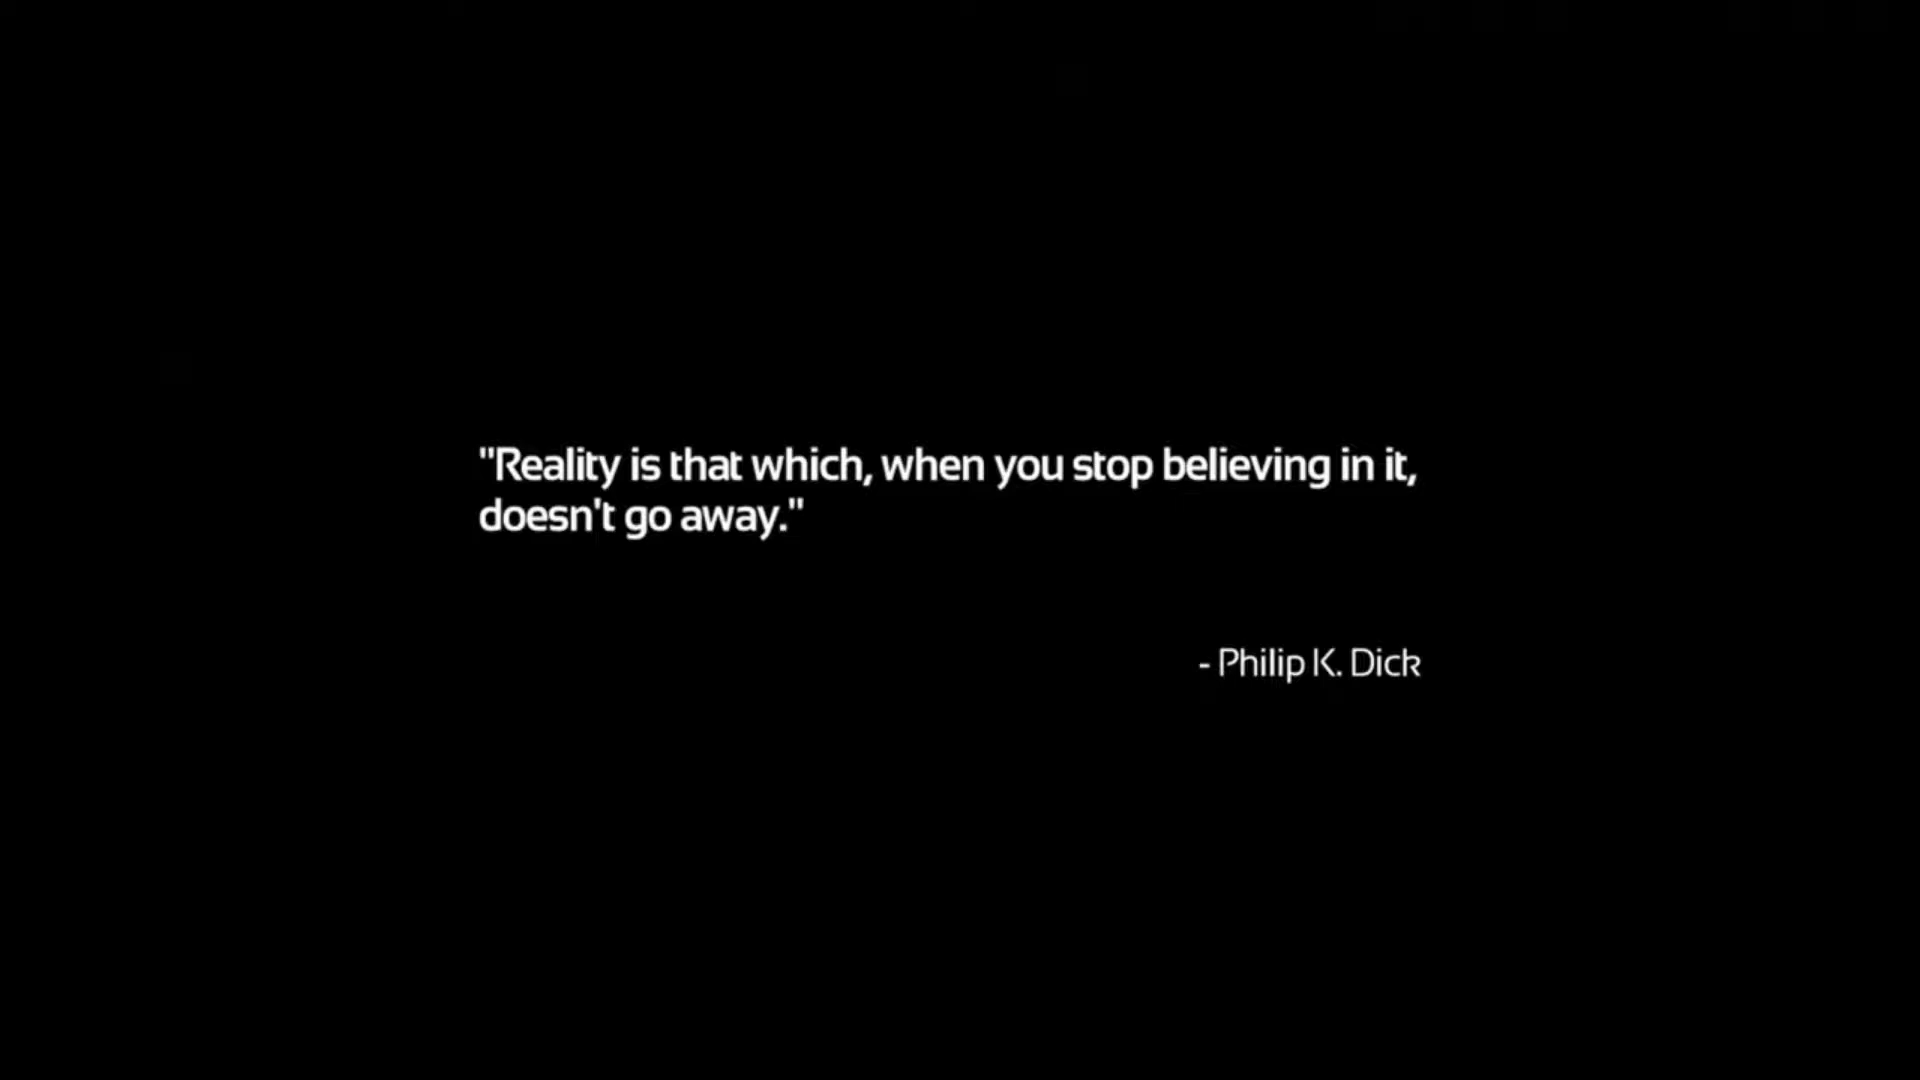 "Reality is that which, when you stop believing in it,
doesn't go away."
- Philip K. Dick